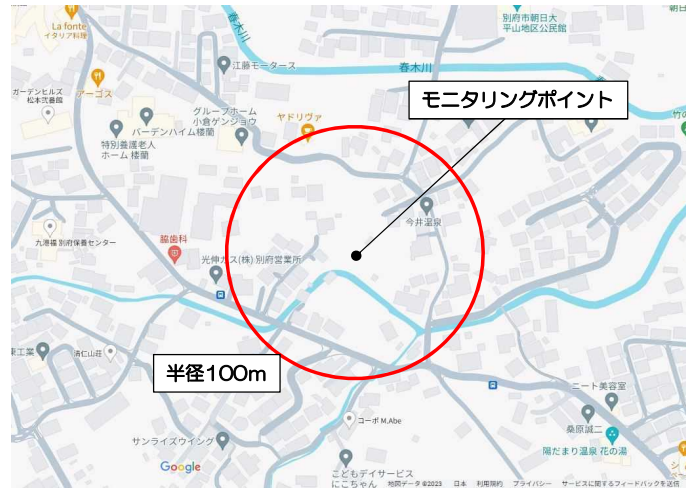 La fonte
イタリア料理
別府市朝日大
平山地区公民館
春木川
江藤モータース
春木川
ガーデンヒルズ
松本弐番館
アーゴス
グループホーム
小倉ゲンショウ
ヤドリヴァ
モニタリングポイント
バーデンハイム楼蘭
特別養護老人
ホーム 楼蘭
今井温泉
九港福 別府保養センター
脇歯科
光伸ガス(株) 別府営業所
半径100m
清仁山荘
ニート美容室
コーポ M.Abe
桑原誠二
サンライズウイング
陽だまり温泉 花の湯
Google
こどもデイサービス
にこちゃん
地図データ ©2023 日本 利用規約 プライバシー サービスに関するフィードバックを送信